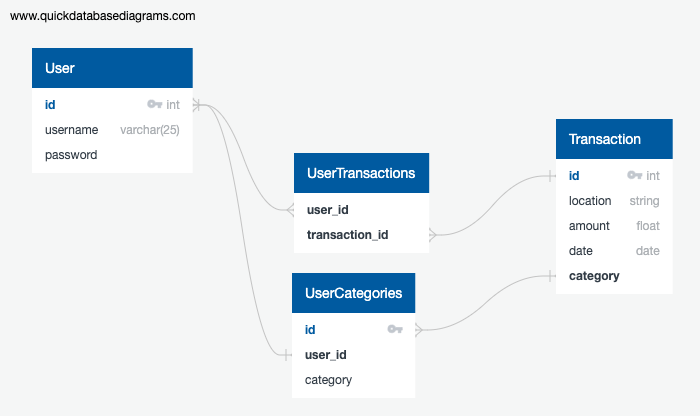 www.quickdatabasediagrams.com
User
id int
username varchar(25)
password
UserTransactions
user_id
transaction_id
UserCategories
id
user_id
category
Transaction
id int
location string
amount float
date date
category